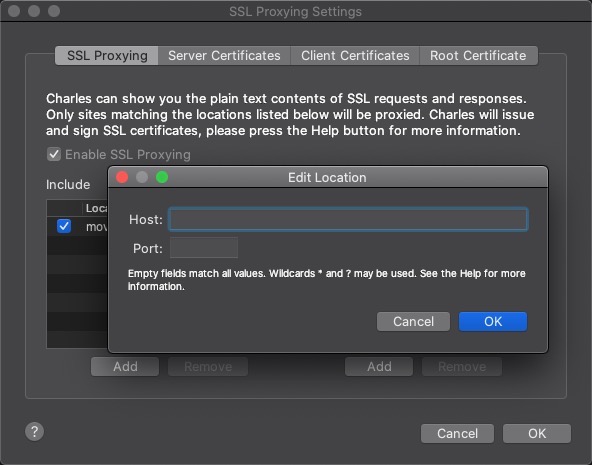 SSL Proxying Settings
SSL Proxying
Server Certificates
Client Certificates
Root Certificate
Charles can show you the plain text contents of SSL requests and responses.
Only sites matching the locations listed below will be proxied. Charles will issue
and sign SSL certificates, please press the Help button for more information.
Enable SSL Proxying
Include
Edit Location
Host:
Port:
Empty fields match all values. Wildcards * and ? may be used. See the Help for more
information.
Cancel
OK
Add
Remove
Add
Remove
?
Cancel
OK